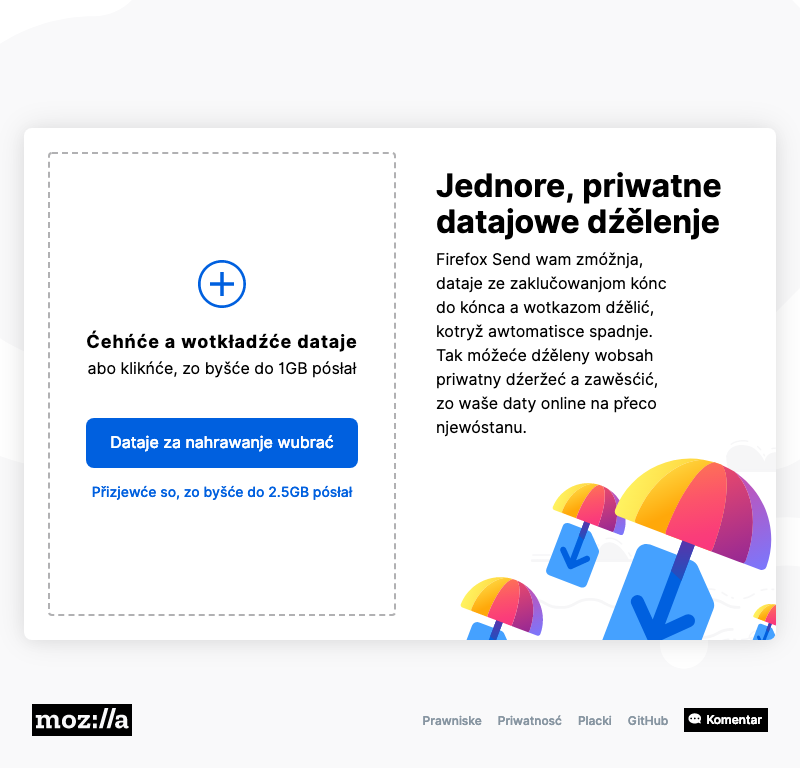 Ćehńće a wotkładźće dataje
abo klikńće, zo byšće do 1GB pósłał
Dataje za nahrawanje wubrać
Přizjewće so, zo byšće do 2.5GB pósłał
Jednore, priwatne
datajowe dźělenje
Firefox Send wam zmóžnja,
dataje ze zaklučowanjom kónc
do kónca a wotkazom dźělić,
kotryž awtomatisce spadnje.
Tak móžeće dźěleny wobsah
priwatny dźeržeć a zawěsćić,
zo waše daty online na přeco
njewóstanu.
moz://a
Prawniske
Priwatnosć
Placki
GitHub
Komentar